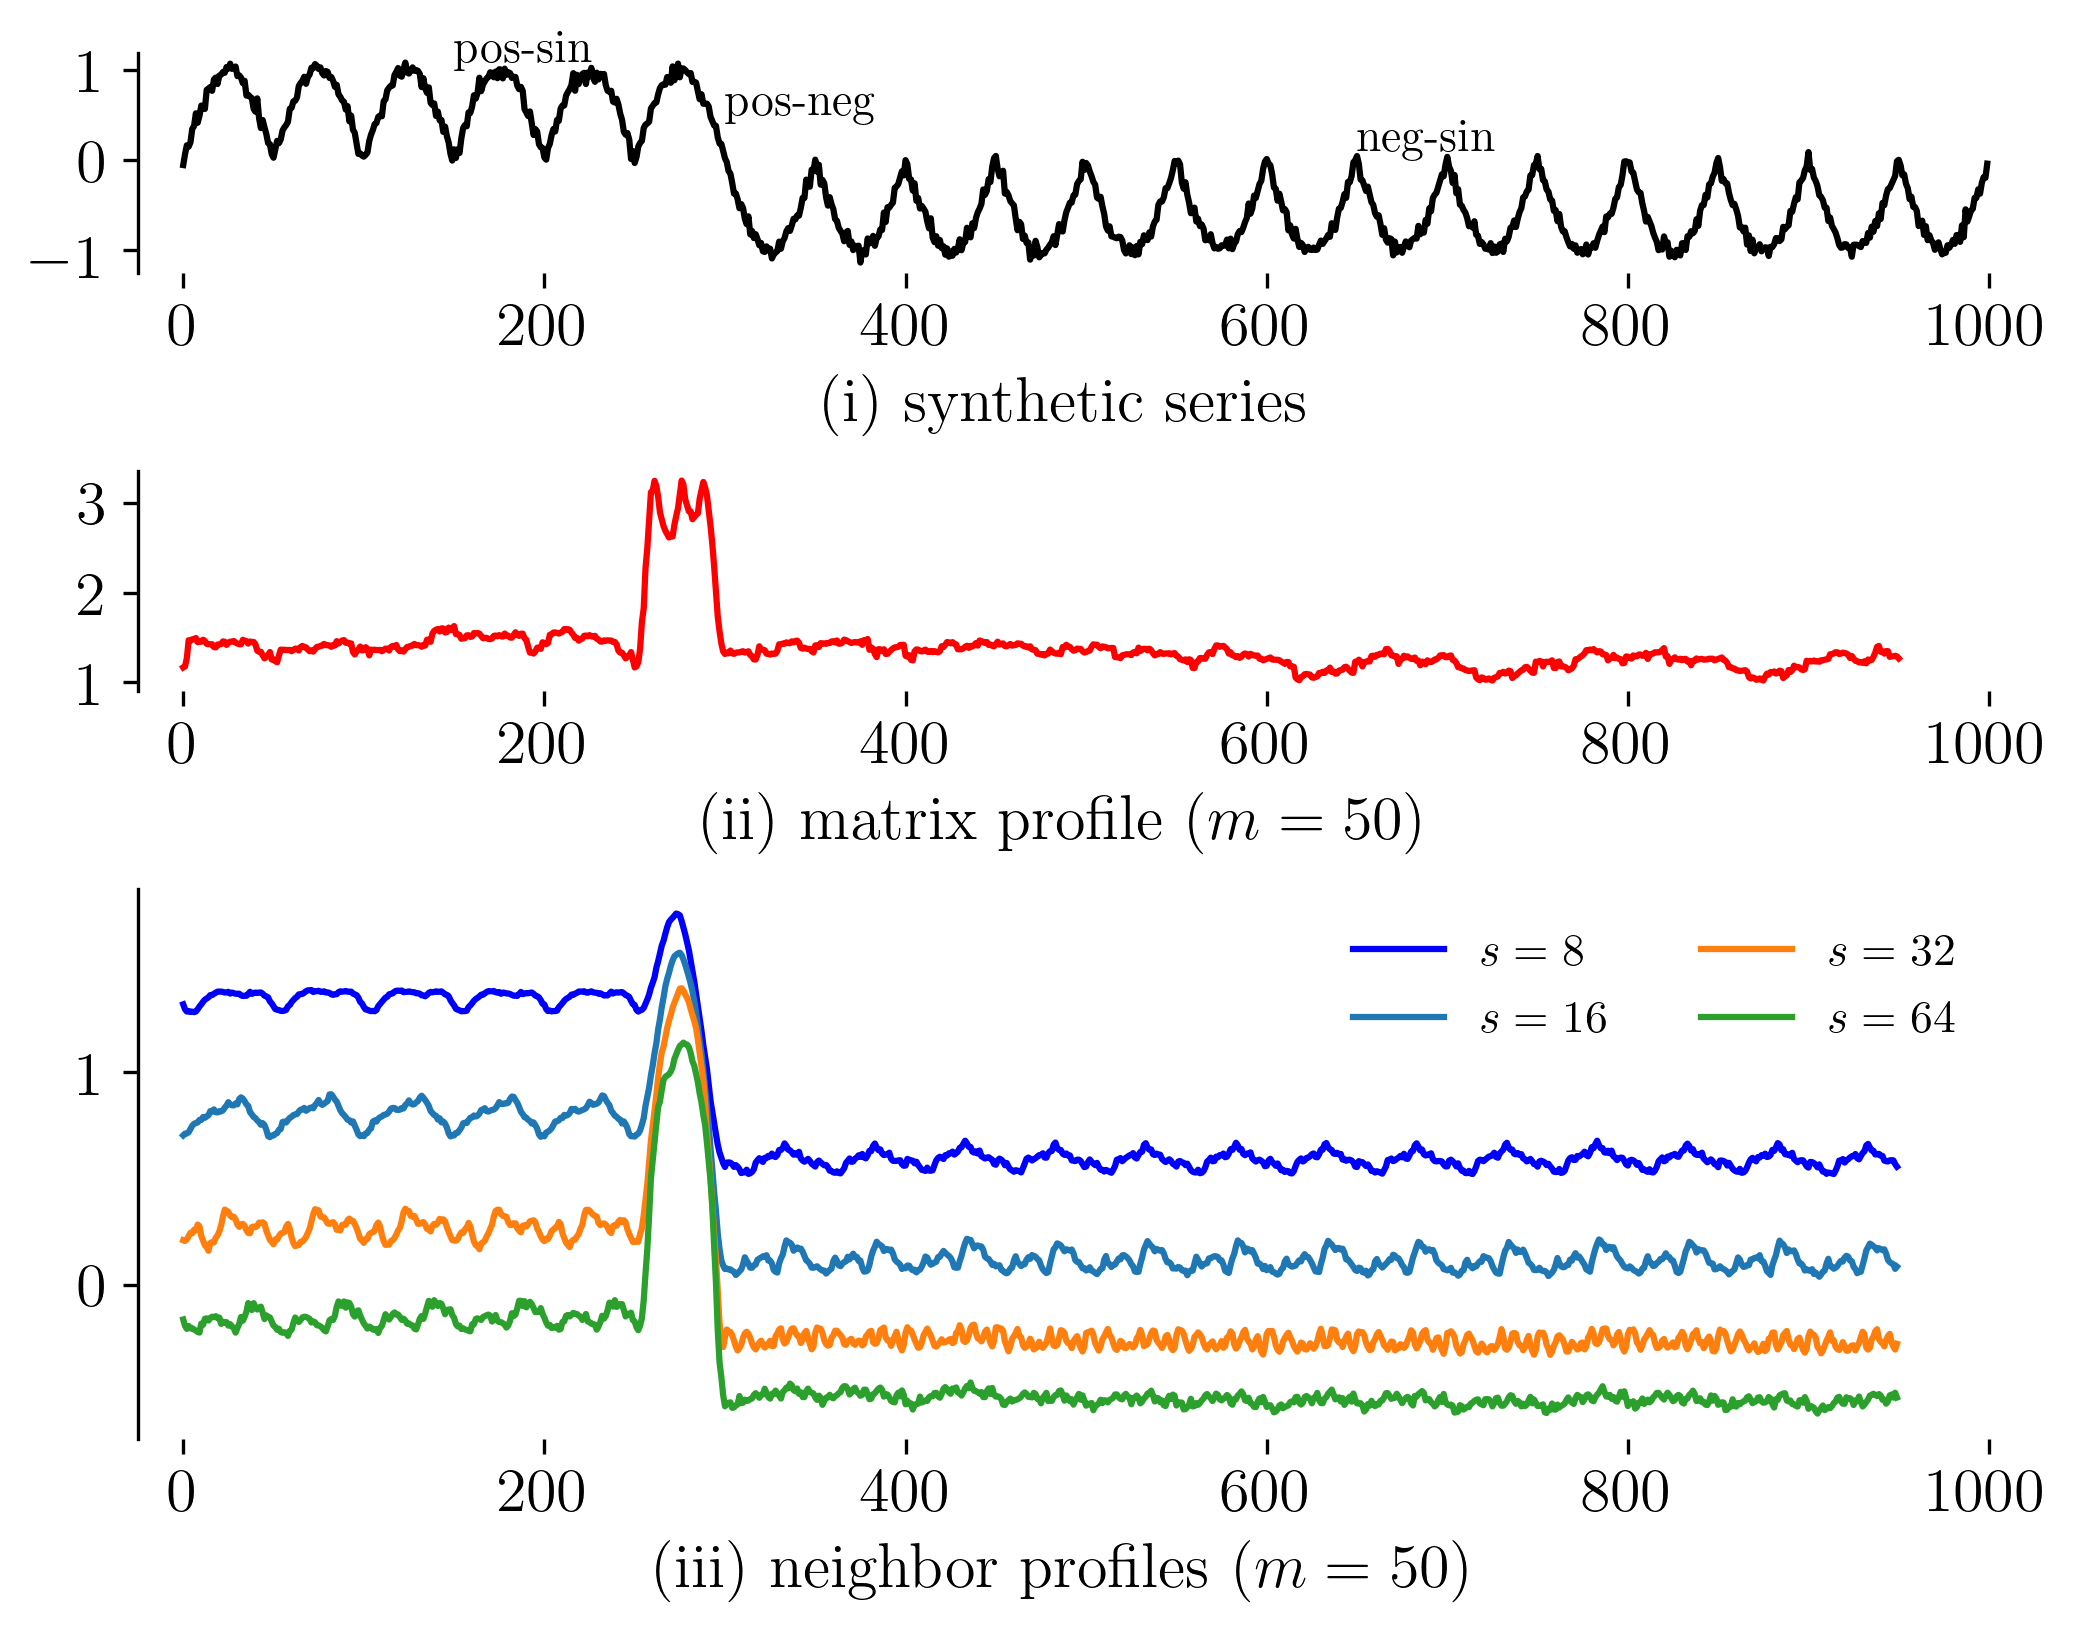 pos-sin
1
pos-neg
neg-sin
0
−1
0 200 400 600 800 1000
(i) synthetic series
3
2
1
0 200 400 600 800 1000
(ii) matrix profile (m = 50)
s = 8 s = 32
s = 16 s = 64
1
0
0 200 400 600 800 1000
(iii) neighbor profiles (m = 50)